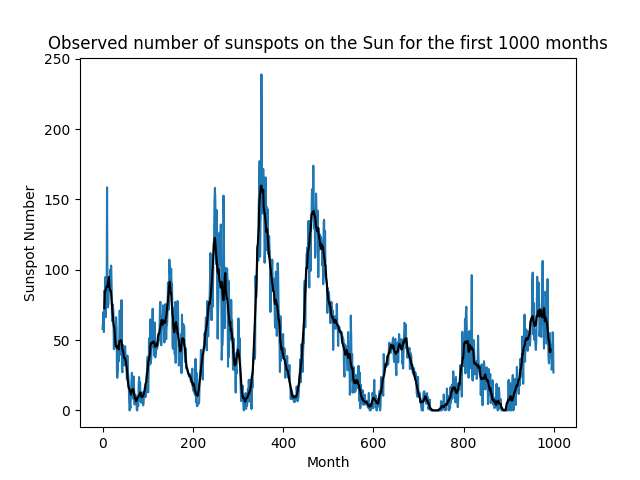 Observed number of sunspots on the Sun for the first 1000 months
250
200
150
100
50
0
Sunspot Number
0 200 400 600 800 1000
Month